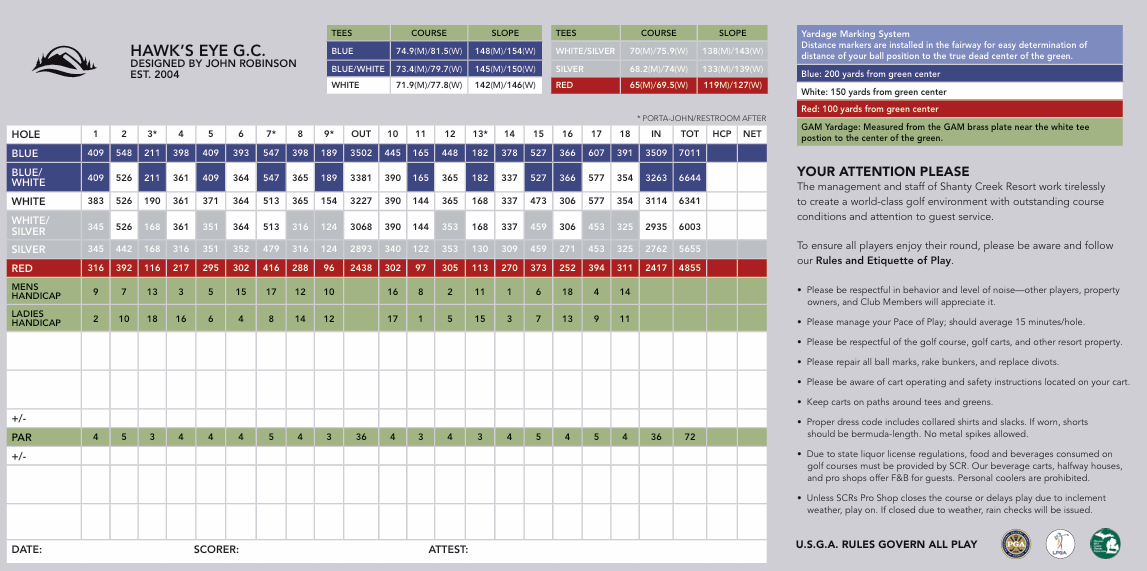 HAWK'S EYE G.C.
DESIGNED BY JOHN ROBINSON
EST. 2004
TEES COURSE SLOPE
BLUE 74.9(M)/81.5(W) 148(M)/154(W)
BLUE/WHITE 73.4(M)/79.7(W) 145(M)/150(W)
WHITE 71.9(M)/77.8(W) 142(M)/146(W)
TEES COURSE SLOPE
WHITE/SILVER 70(M)/75.9(W) 138(M)/143(W)
SILVER 68.2(M)/74(W) 133(M)/139(W)
RED 65(M)/69.5(W) 119M)/127(W)
* PORTA-JOHN/RESTROOM AFTER
HOLE 1 2 3* 4 5 6 7* 8 9* OUT 10 11 12 13* 14 15 16 17 18 IN TOT HCP NET
BLUE 409 548 211 398 409 393 547 398 189 3502 445 165 448 182 378 527 366 607 391 3509 7011
BLUE/
WHITE 409 526 211 361 409 364 547 365 189 3381 390 165 365 182 337 527 366 577 354 3263 6644
WHITE 383 526 190 361 371 364 513 365 154 3227 390 144 365 168 337 473 306 577 354 3114 6341
WHITE/
SILVER 345 526 168 361 351 364 513 316 124 3068 390 144 353 168 337 459 306 453 325 2935 6003
SILVER 345 442 168 316 351 352 479 316 124 2893 340 122 353 130 309 459 271 453 325 2762 5655
RED 316 392 116 217 295 302 416 288 96 2438 302 97 305 113 270 373 252 394 311 2417 4855
MENS
HANDICAP 9 7 13 3 5 15 17 12 10 16 8 2 11 1 6 18 4 14
LADIES
HANDICAP 2 10 18 16 6 4 8 14 12 17 1 5 15 3 7 13 9 11
+/-
PAR 4 5 3 4 4 4 5 4 3 36 4 3 4 3 4 5 4 5 4 36 72
+/-
DATE: SCORER: ATTEST:
Yardage Marking System
Distance markers are installed in the fairway for easy determination of
distance of your ball position to the true dead center of the green.
Blue: 200 yards from green center
White: 150 yards from green center
Red: 100 yards from green center
GAM Yardage: Measured from the GAM brass plate near the white tee
postion to the center of the green.
YOUR ATTENTION PLEASE
The management and staff of Shanty Creek Resort work tirelessly
to create a world-class golf environment with outstanding course
conditions and attention to guest service.
To ensure all players enjoy their round, please be aware and follow
our Rules and Etiquette of Play.
• Please be respectful in behavior and level of noise—other players, property
owners, and Club Members will appreciate it.
• Please manage your Pace of Play; should average 15 minutes/hole.
• Please be respectful of the golf course, golf carts, and other resort property.
• Please repair all ball marks, rake bunkers, and replace divots.
• Please be aware of cart operating and safety instructions located on your cart.
• Keep carts on paths around tees and greens.
• Proper dress code includes collared shirts and slacks. If worn, shorts
should be bermuda-length. No metal spikes allowed.
• Due to state liquor license regulations, food and beverages consumed on
golf courses must be provided by SCR. Our beverage carts, halfway houses,
and pro shops offer F&B for guests. Personal coolers are prohibited.
• Unless SCRs Pro Shop closes the course or delays play due to inclement
weather, play on. If closed due to weather, rain checks will be issued.
U.S.G.A. RULES GOVERN ALL PLAY
PGA
LPGA